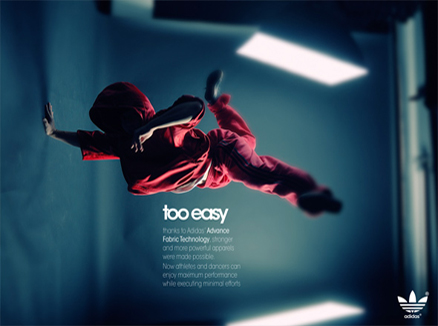 too easy
thanks to Adidas' Advance
Fabric Technology, stronger
and more powerful apparels
were made possible.
Now athletes and dancers can
enjoy maximum performance
while executing minimal efforts
adidas